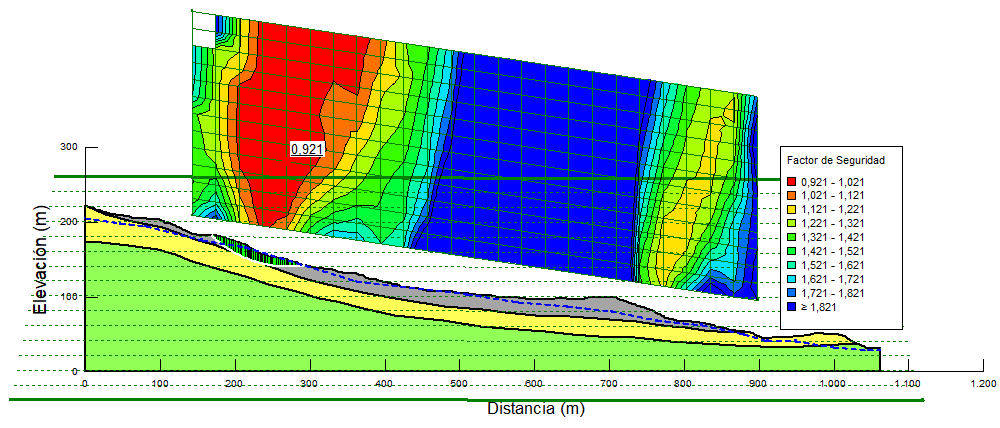 0.921
300
200
100
0
Elevación (m)
0 100 200 300 400 500 600 700 800 900 1.000 1.100 1.200
Distancia (m)
Factor de Seguridad
0,921 - 1,021
1,021 - 1,121
1,121 - 1,221
1,221 - 1,321
1,321 - 1,421
1,421 - 1,521
1,521 - 1,621
1,621 - 1,721
1,721 - 1,821
≥ 1,821